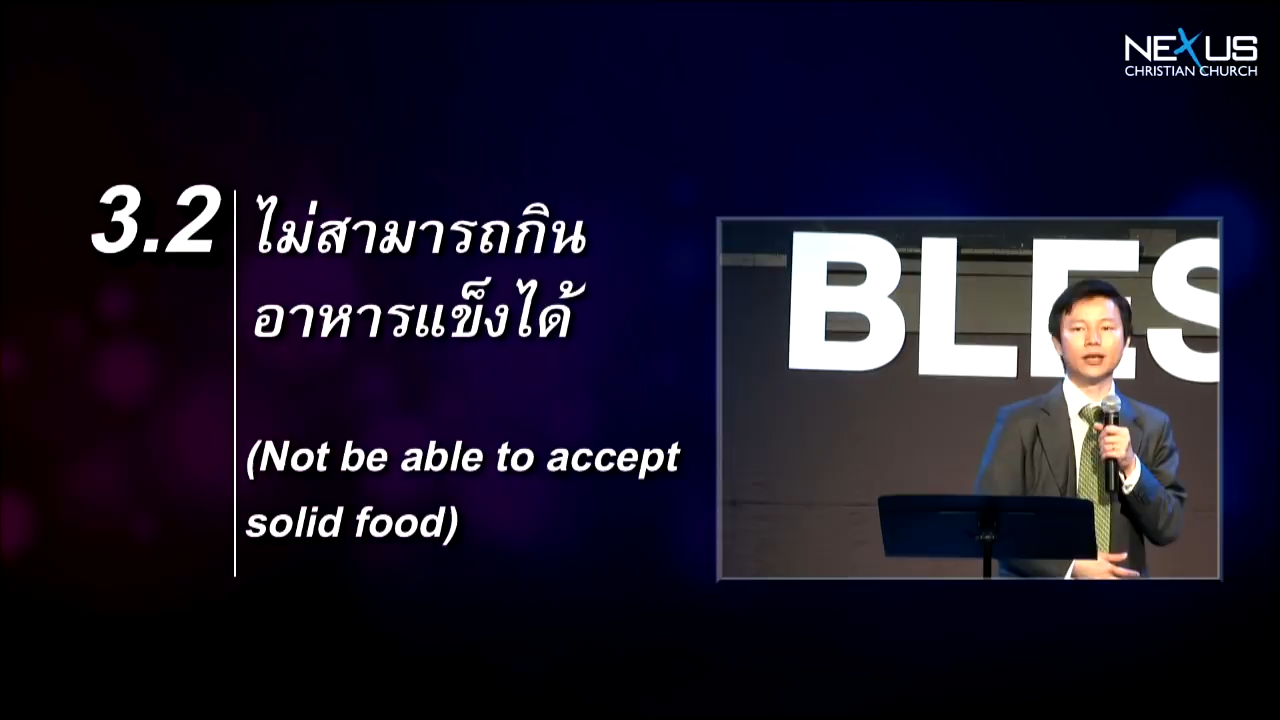 NEXUS
CHRISTIAN CHURCH
3.2
ไม่สามารถกิน
อาหารแข็งได้
(Not be able to accept
solid food)
BLES